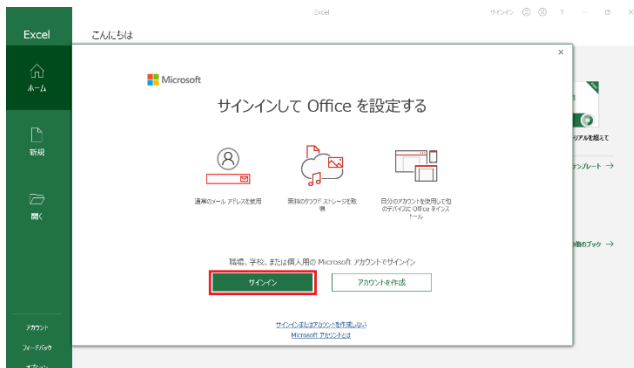 Excel
サインイン
?
Excel
こんにちは
ホーム
新規
開く
アカウント
フィードバック
Microsoft
サインインして Office を設定する
通常のメール アドレスを使用
無料のクラウド ストレージを取
得
自分のアカウントを使用して他
のデバイスに Office をインス
トール
職場、学校、または個人用の Microsoft アカウントでサインイン
サインイン
アカウントを作成
サインインまたはアカウントを作成しない
Microsoft アカウントとは
リアルを超えて
テンプレート →
他のブック →